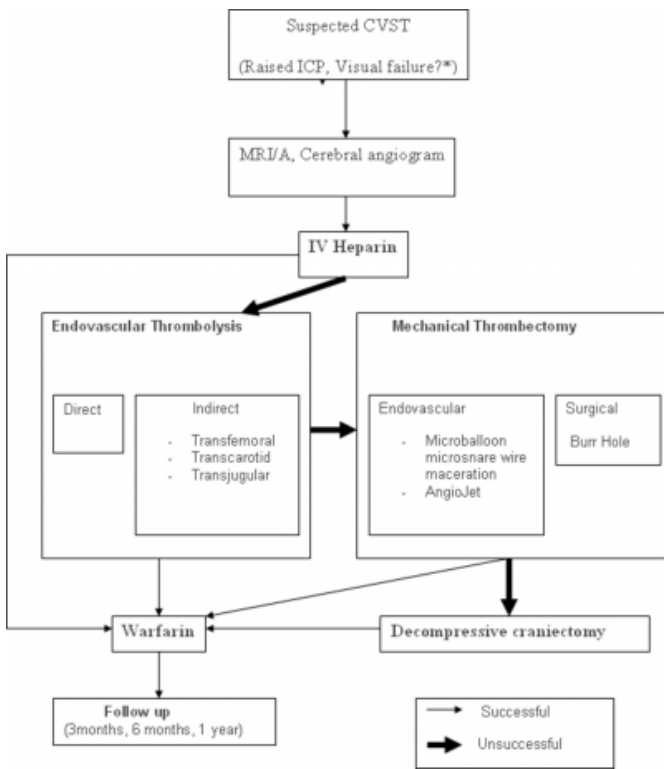 Suspected CVST
(Raised ICP, Visual failure?*)
MRI/A, Cerebral angiogram
IV Heparin
Endovascular Thrombolysis
Direct
Indirect
- Transfemoral
- Transcarotid
- Transjugular
Mechanical Thrombectomy
Endovascular
- Microballoon
microsnare wire
maceration
- AngioJet
Surgical
Burr Hole
Warfarin
Decompressive craniectomy
Follow up
(3months, 6 months, 1 year)
Successful
Unsuccessful